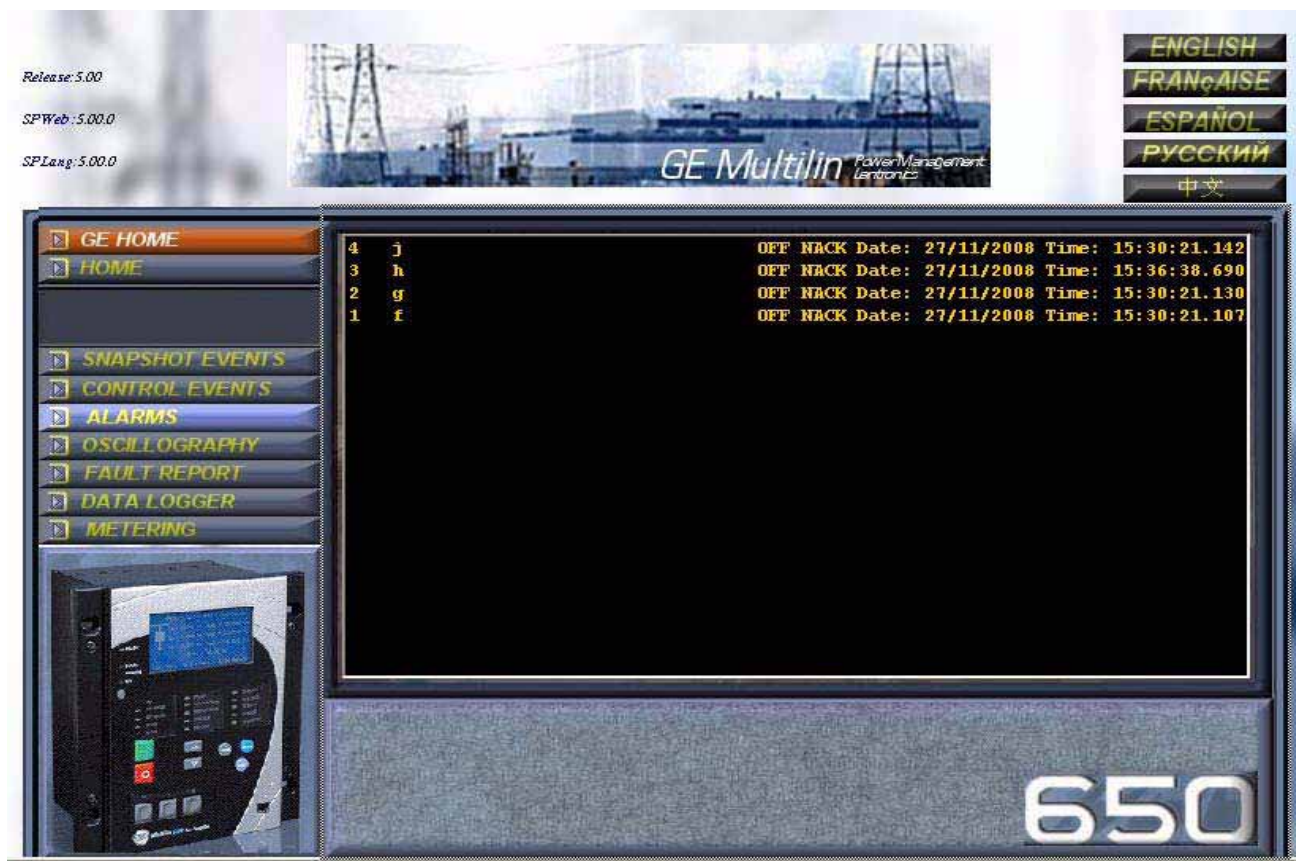 Release:5.00
SPWeb:5.00.0
SPLang:5.00.0
GE Multilin PowerManagement
Lentronics
ENGLISH
FRANçAISE
ESPAÑOL
РУССКИЙ
中文
GE HOME
HOME
SNAPSHOT EVENTS
CONTROL EVENTS
ALARMS
OSCILLOGRAPHY
FAULT REPORT
DATA LOGGER
METERING
4 j OFF NACK Date: 27/11/2008 Time: 15:30:21.142
3 h OFF NACK Date: 27/11/2008 Time: 15:36:38.690
2 g OFF NACK Date: 27/11/2008 Time: 15:30:21.130
1 f OFF NACK Date: 27/11/2008 Time: 15:30:21.107
650